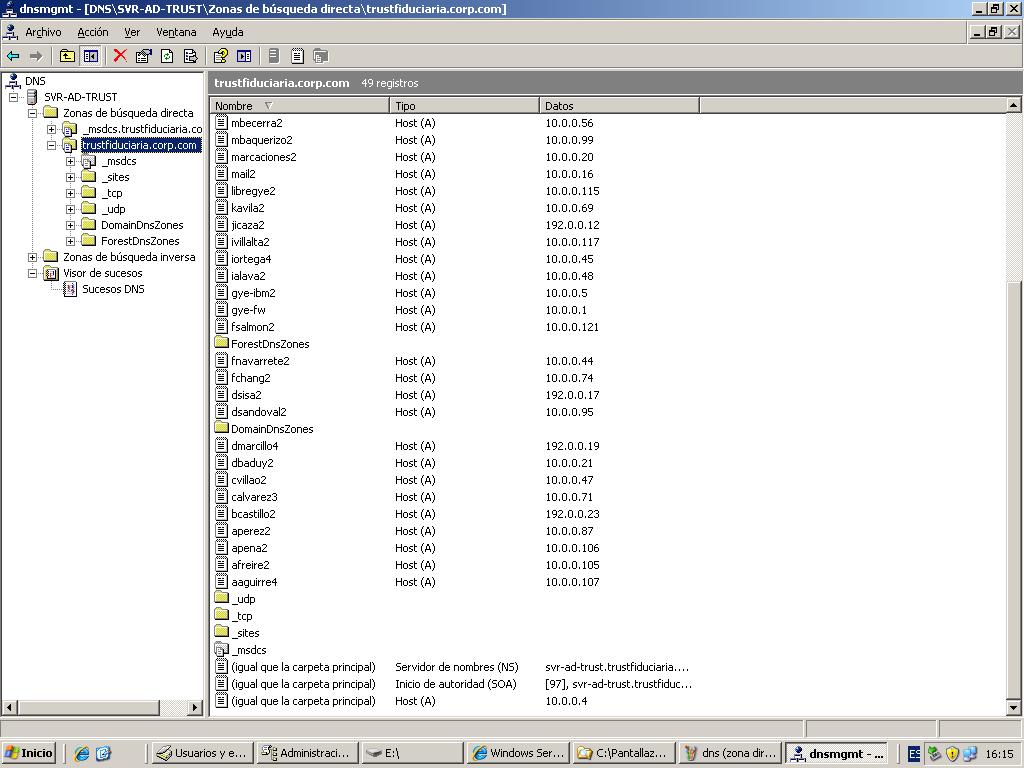 dnsmgmt - [DNS\SVR-AD-TRUST\Zonas de búsqueda directa\trustfiduciaria.corp.com]
Archivo Acción Ver Ventana Ayuda
DNS
SVR-AD-TRUST
Zonas de búsqueda directa
_msdcs.trustfiduciaria.co
trustfiduciaria.corp.com
_msdcs
_sites
_tcp
_udp
DomainDnsZones
ForestDnsZones
Zonas de búsqueda inversa
Visor de sucesos
Sucesos DNS
trustfiduciaria.corp.com 49 registros
Nombre Tipo Datos
mbecerra2 Host (A) 10.0.0.56
mbaquerizo2 Host (A) 10.0.0.99
marcaciones2 Host (A) 10.0.0.20
mail2 Host (A) 10.0.0.16
libregye2 Host (A) 10.0.0.115
kavila2 Host (A) 10.0.0.69
jicaza2 Host (A) 192.0.0.12
ivillalta2 Host (A) 10.0.0.117
iortega4 Host (A) 10.0.0.45
ialava2 Host (A) 10.0.0.48
gye-ibm2 Host (A) 10.0.0.5
gye-fw Host (A) 10.0.0.1
fsalmon2 Host (A) 10.0.0.121
ForestDnsZones
fnavarrete2 Host (A) 10.0.0.44
fchang2 Host (A) 10.0.0.74
dsisa2 Host (A) 192.0.0.17
dsandoval2 Host (A) 10.0.0.95
DomainDnsZones
dmarcillo4 Host (A) 192.0.0.19
dbaduy2 Host (A) 10.0.0.21
cvillao2 Host (A) 10.0.0.47
calvarez3 Host (A) 10.0.0.71
bcastillo2 Host (A) 192.0.0.23
aperez2 Host (A) 10.0.0.87
apena2 Host (A) 10.0.0.106
afreire2 Host (A) 10.0.0.105
aaguirre4 Host (A) 10.0.0.107
_udp
_tcp
_sites
_msdcs
(igual que la carpeta principal) Servidor de nombres (NS) svr-ad-trust.trustfiduciaria....
(igual que la carpeta principal) Inicio de autoridad (SOA) [97], svr-ad-trust.trustfiduc...
(igual que la carpeta principal) Host (A) 10.0.0.4
Inicio Usuarios y e... Administraci... E:\ Windows Ser... C:\Pantallaz... dns (zona dir... dnsmgmt - ... ES 16:15